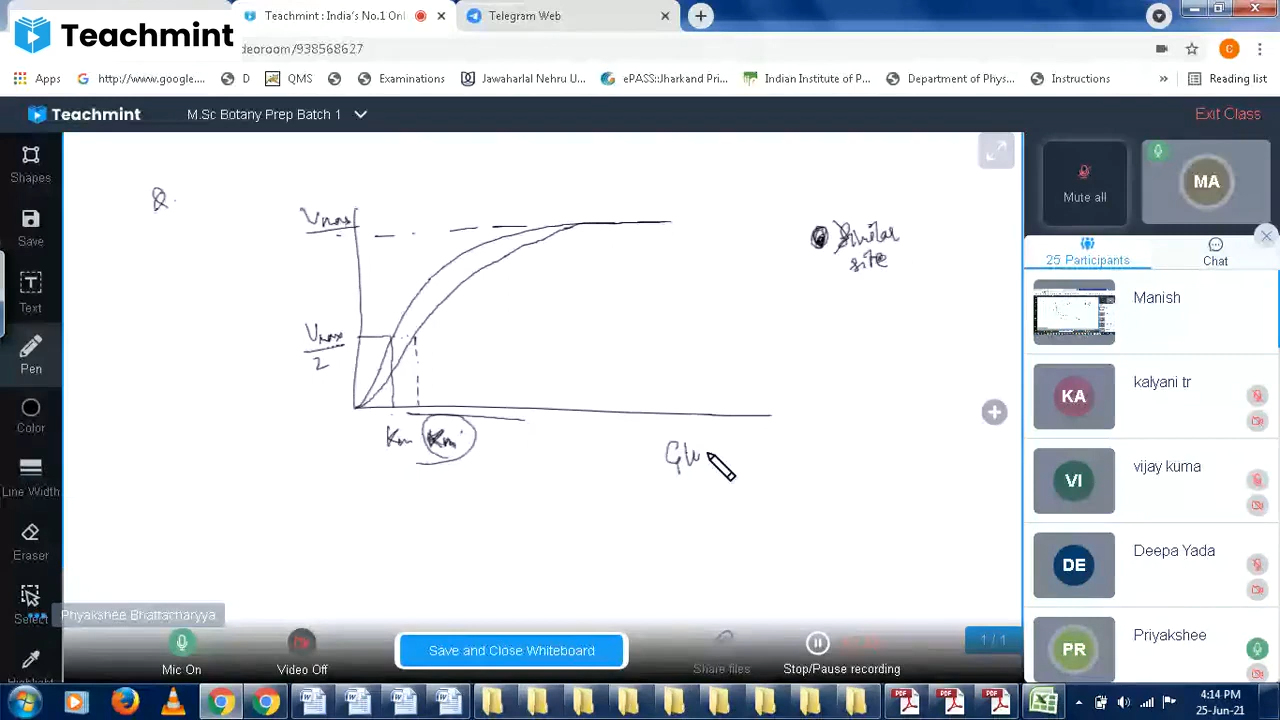 Teachmint
Teachmint : India's No.1 Onl
Telegram Web
deoroom/938568627
Apps
http://www.google....
D
QMS
Examinations
Jawaharlal Nehru U...
ePASS::Jharkand Pri...
Indian Institute of P...
Department of Phys...
Instructions
»
Reading list
Teachmint
M.Sc Botany Prep Batch 1
Exit Class
Shapes
Save
Text
Pen
Color
Line Width
Eraser
Select
Highlight
Q.
Vmax
Vmax
2
Km
Km'
Similar
site
Glu
Mute all
MA
25 Participants
Chat
Manish
KA
kalyani tr
VI
vijay kuma
DE
Deepa Yada
PR
Priyakshee
Phyakshee Bhattacharyya
1 / 1
Mic On
Video Off
Save and Close Whiteboard
Share files
Stop/Pause recording
4:14 PM
25-Jun-21